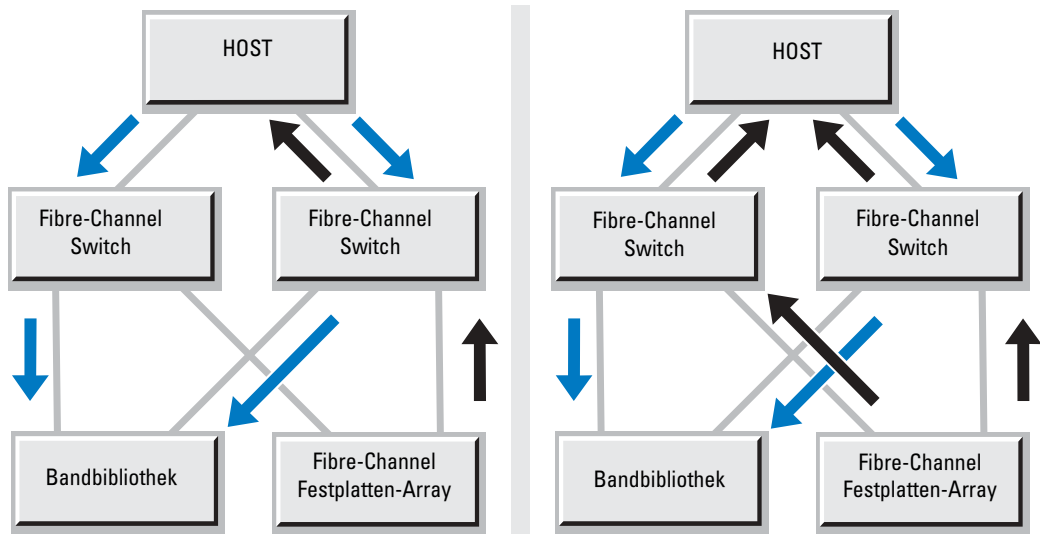 HOST
Fibre-Channel
Switch
Fibre-Channel
Switch
Bandbibliothek
Fibre-Channel
Festplatten-Array
HOST
Fibre-Channel
Switch
Fibre-Channel
Switch
Bandbibliothek
Fibre-Channel
Festplatten-Array